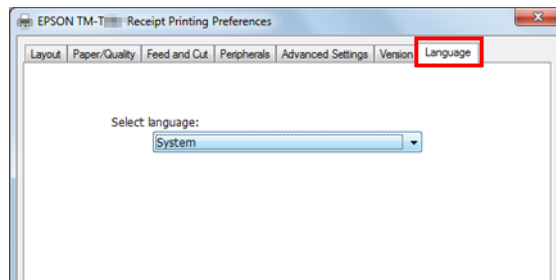 EPSON TM-T Receipt Printing Preferences
Layout Paper/Quality Feed and Cut Peripherals Advanced Settings Version Language
Select language:
System